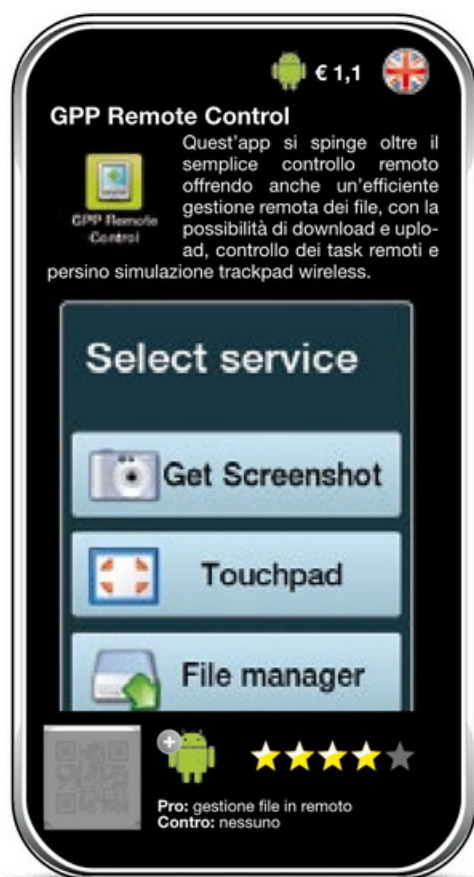 € 1,1
GPP Remote Control
Quest'app si spinge oltre il
semplice controllo remoto
offrendo anche un'efficiente
gestione remota dei file, con la
possibilità di download e uplo-
ad, controllo dei task remoti e
persino simulazione trackpad wireless.
GPP Remote
Control
Select service
Get Screenshot
Touchpad
File manager
Pro: gestione file in remoto
Contro: nessuno